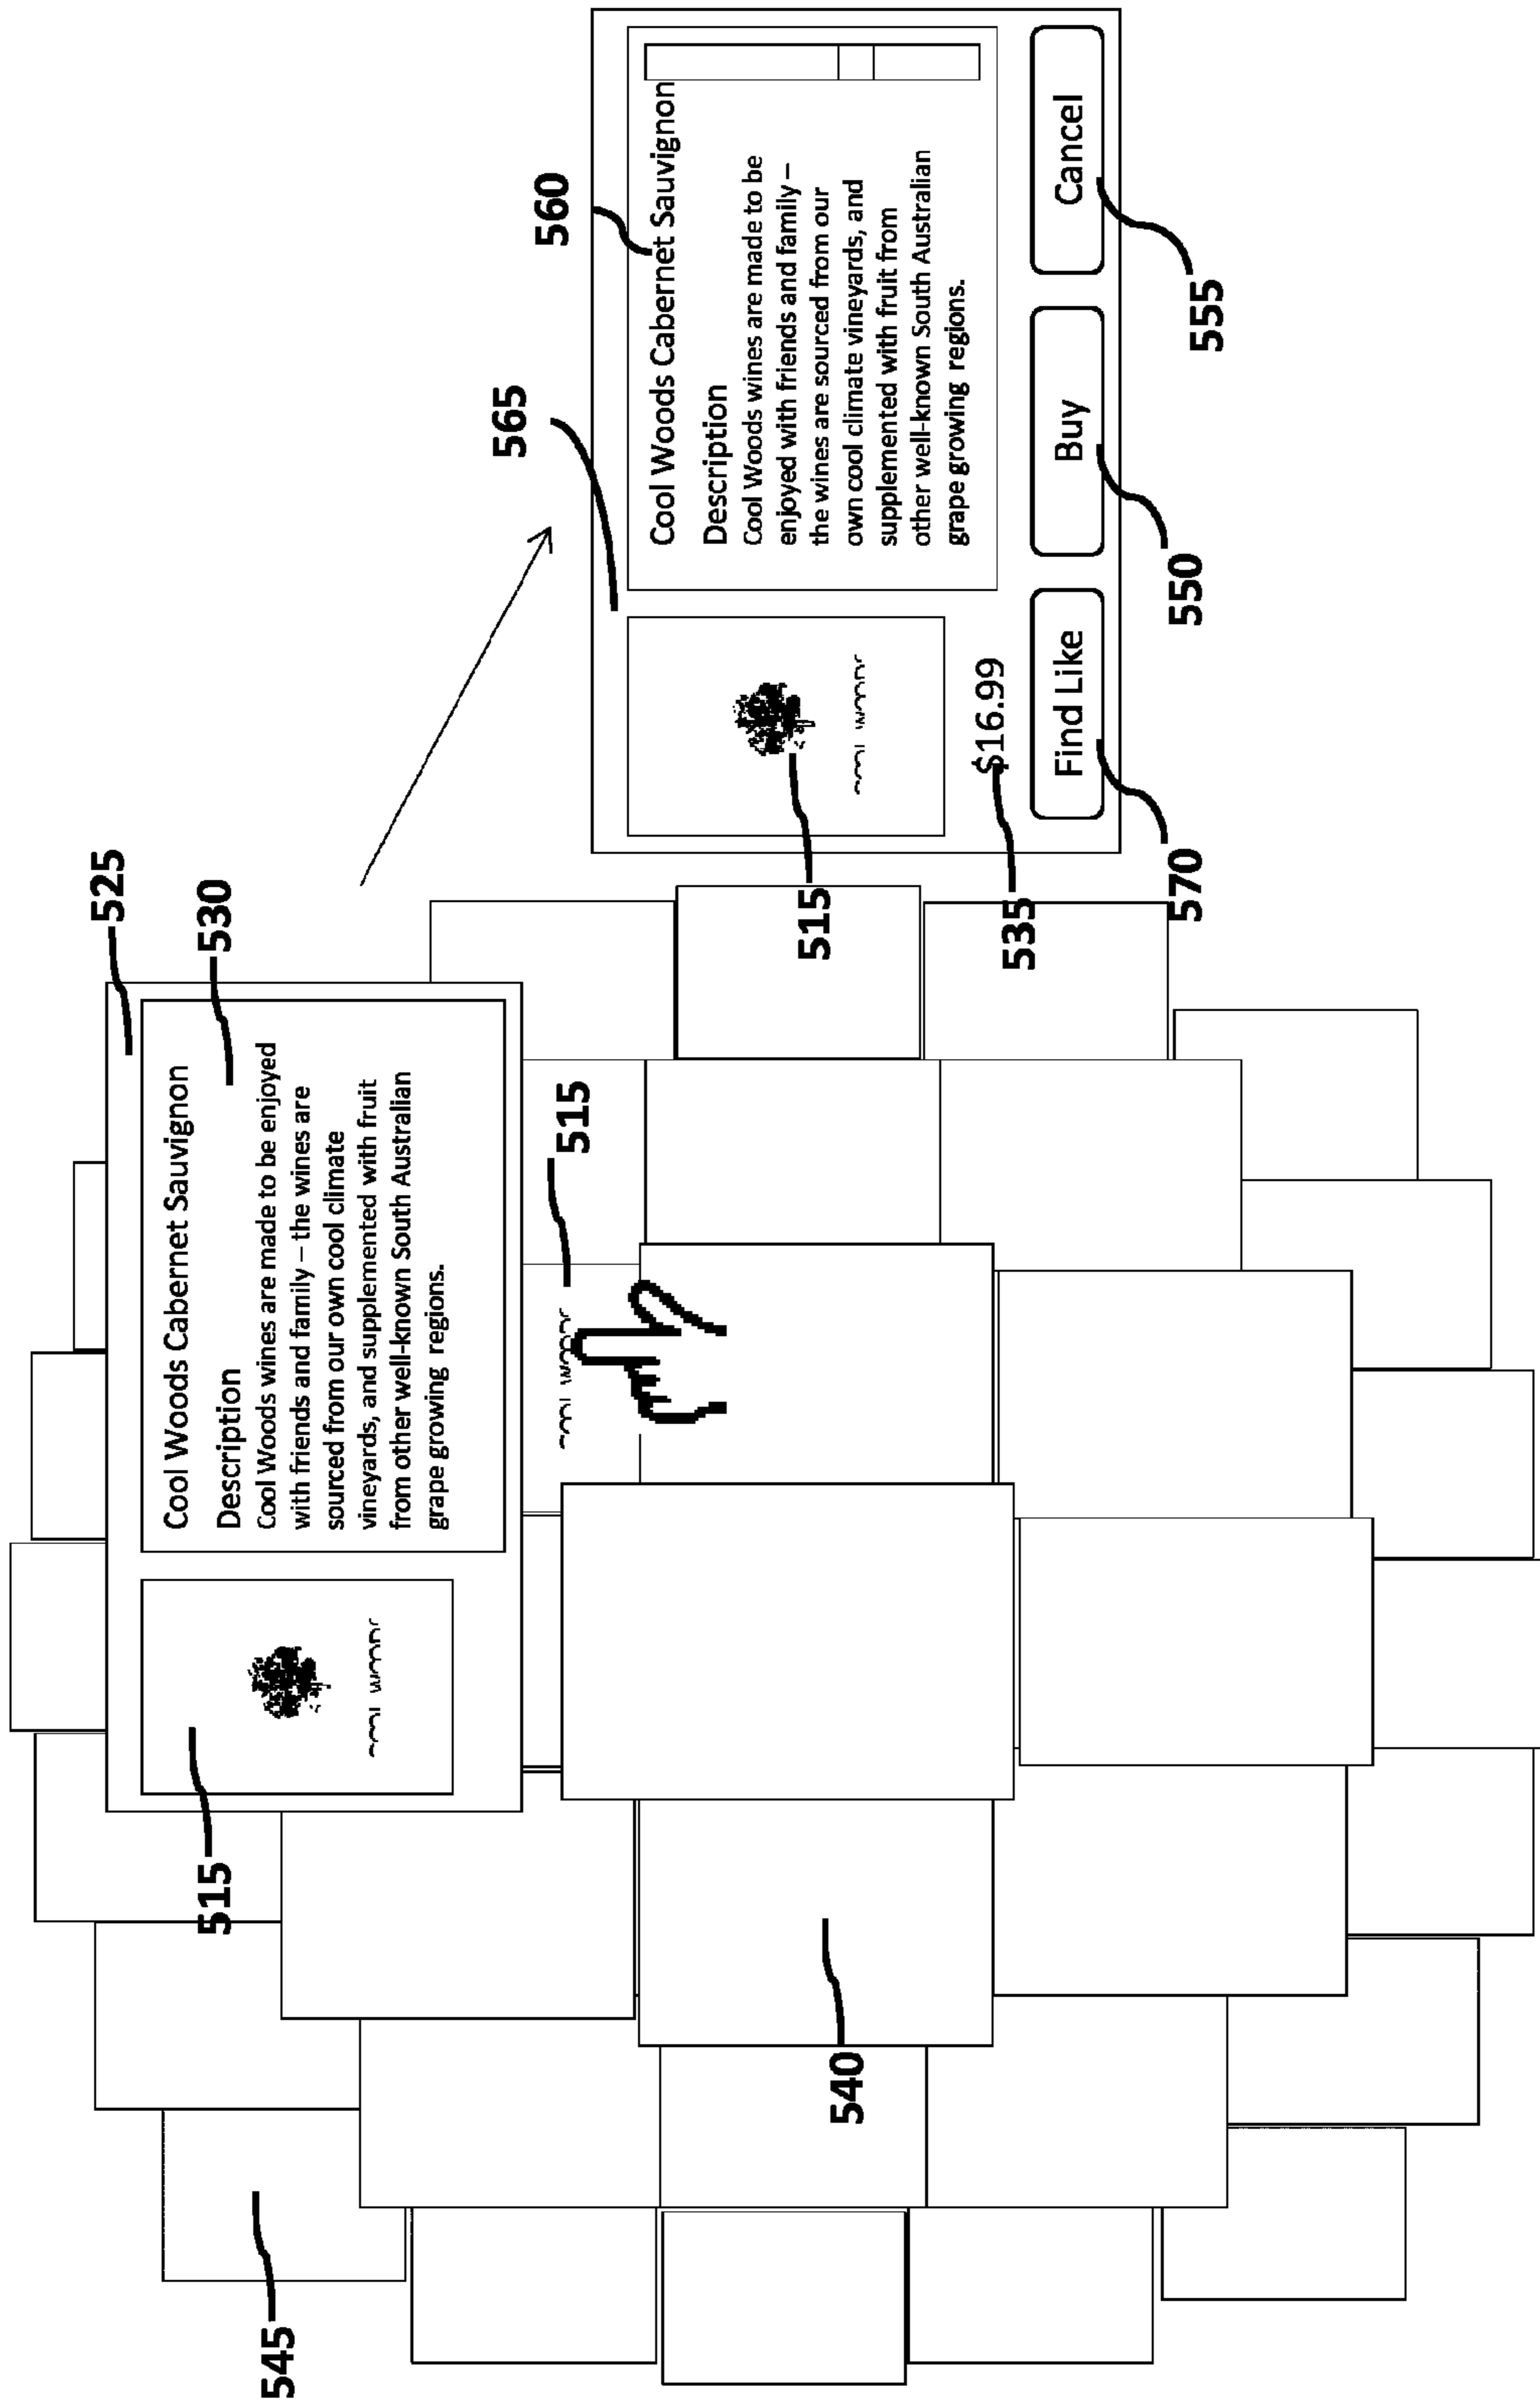 525
530
Cool Woods Cabernet Sauvignon
Description
Cool Woods wines are made to be enjoyed
with friends and family – the wines are
sourced from our own cool climate
vineyards, and supplemented with fruit
from other well-known South Australian
grape growing regions.
515
515
545
540
565
560
Cool Woods Cabernet Sauvignon
Description
Cool Woods wines are made to be
enjoyed with friends and family –
the wines are sourced from our
own cool climate vineyards, and
supplemented with fruit from
other well-known South Australian
grape growing regions.
515
$16.99
535
Find Like
Buy
Cancel
570
550
555